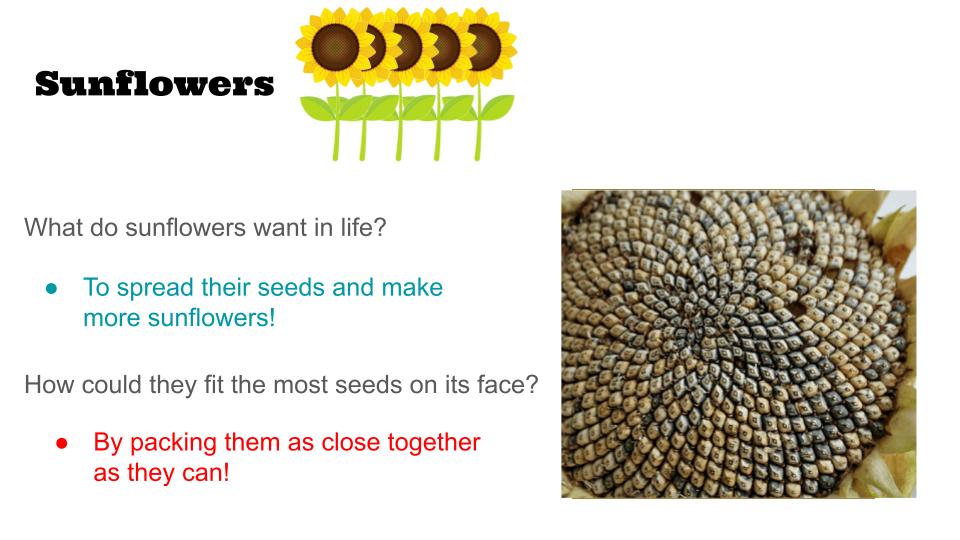 Sunflowers
What do sunflowers want in life?
● To spread their seeds and make
more sunflowers!
How could they fit the most seeds on its face?
● By packing them as close together
as they can!